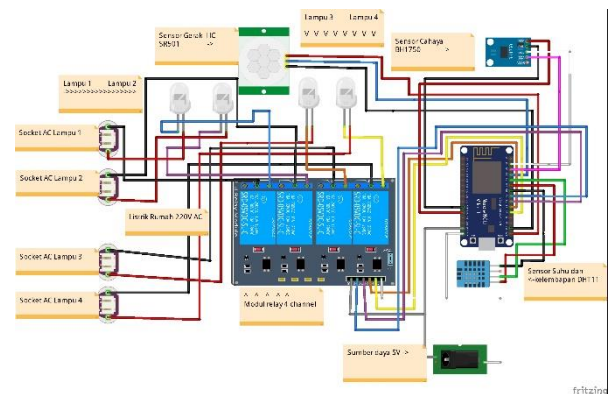 Sensor Gerak HC
SR501 ->
Lampu 3 Lampu 4
V V V V V V V V
Sensor Cahaya
BH1750 >
Lampu 1 Lampu 2
>>>>>>>>>>>>>>>>>
Socket AC Lampu 1
Socket AC Lampu 2
Listrik Rumah 220V AC
Socket AC Lampu 3
Socket AC Lampu 4
^ ^ ^ ^ ^
Modul relay 4 channel
Sensor Suhu dan
<-kelembapan DH111
Sumber daya 5V ->
fritzing